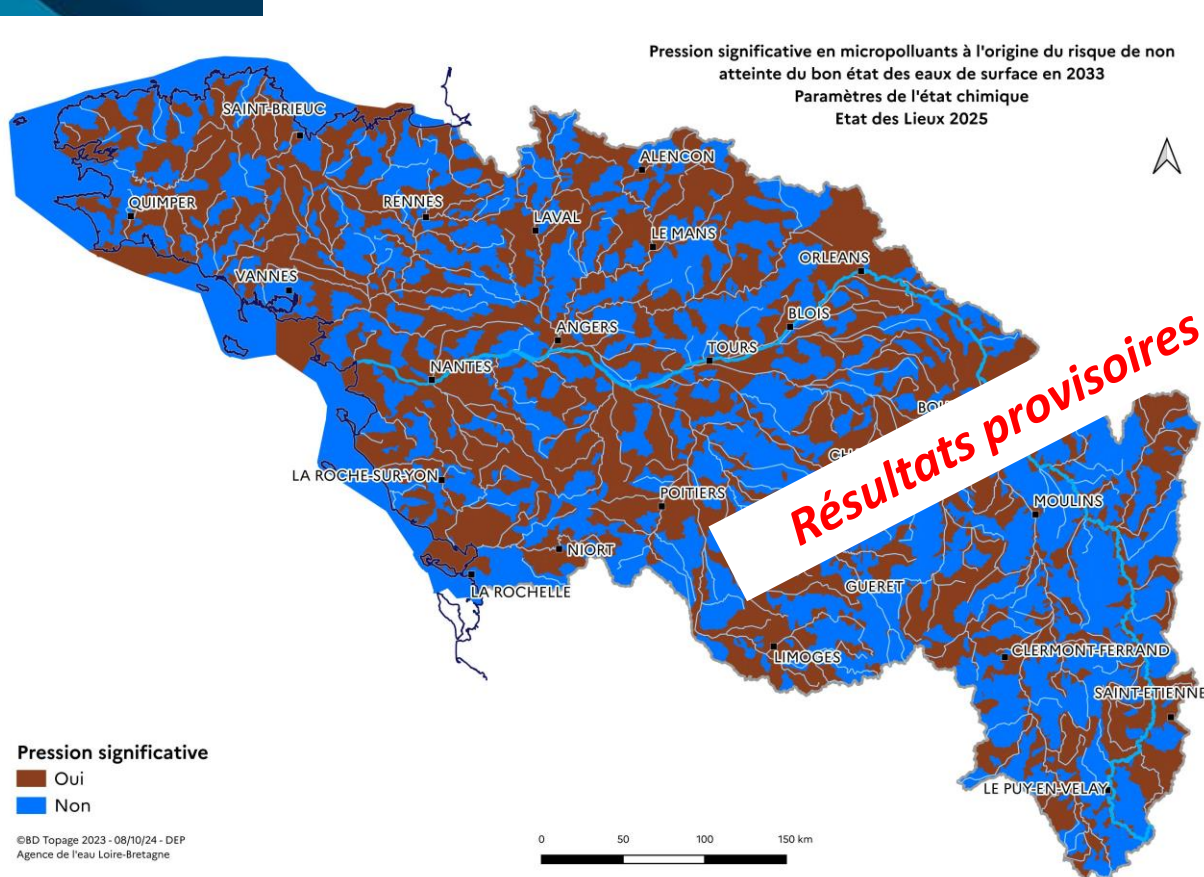 Pression significative en micropolluants à l'origine du risque de non
atteinte du bon état des eaux de surface en 2033
Paramètres de l'état chimique
Etat des Lieux 2025
SAINT-BRIEUC
ALENCON
QUIMPER
RENNES
LAVAL
LE MANS
ORLEANS
VANNES
BLOIS
ANGERS
TOURS
NANTES
Résultats provisoires
LA ROCHE-SUR-YON
POITIERS
MOULINS
NIORT
GUERET
LA ROCHELLE
LIMOGES
CLERMONT-FERRAND
SAINT-ETIENNE
LE PUY-EN-VELAY
Pression significative
Oui
Non
©BD Topage 2023 - 08/10/24 - DEP
Agence de l'eau Loire-Bretagne
0 50 100 150 km